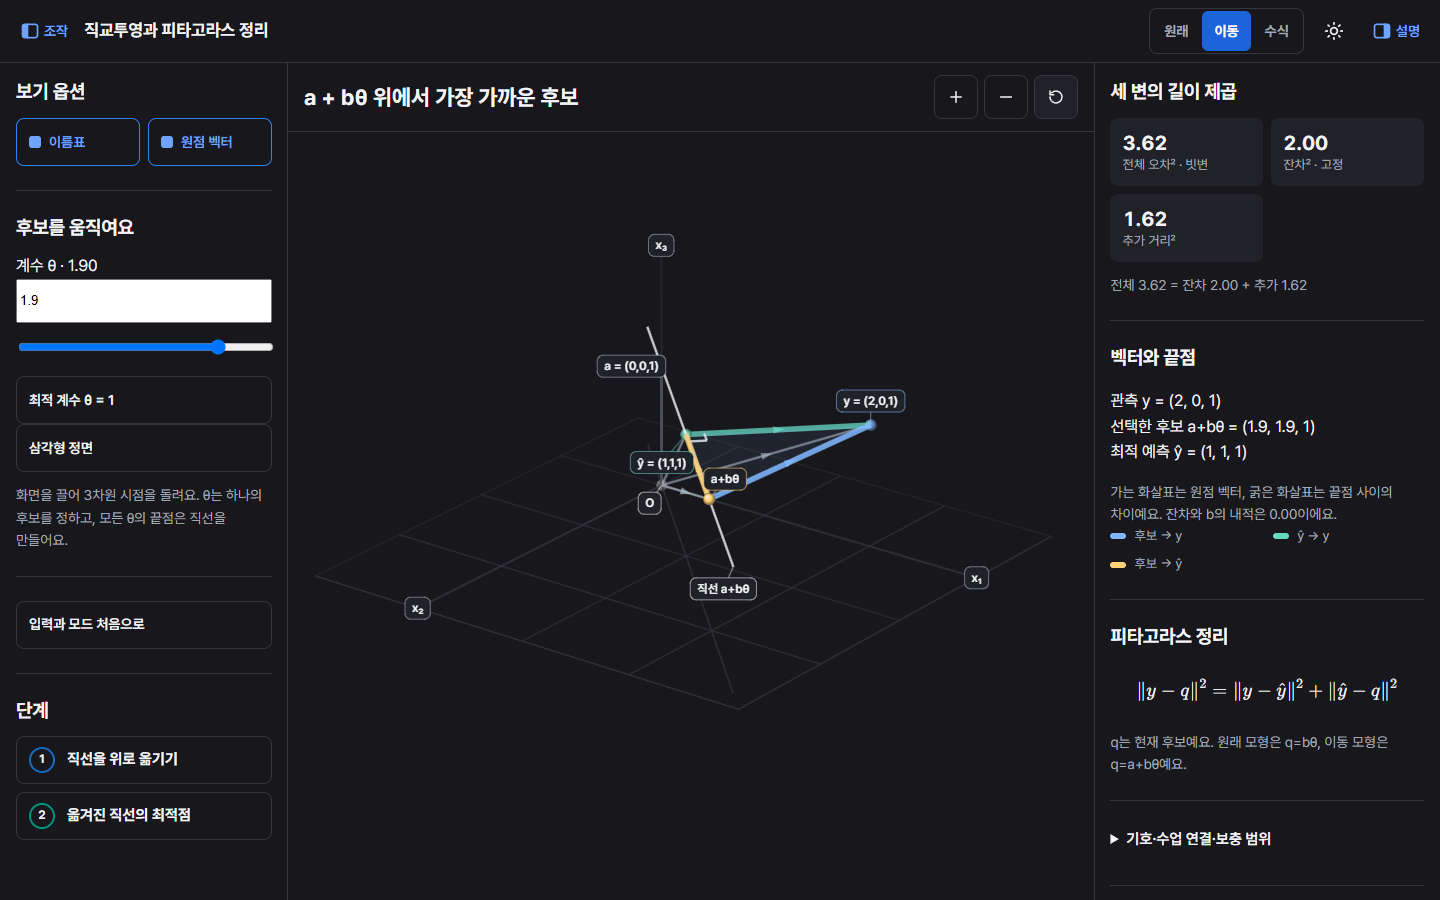 조작
직교투영과 피타고라스 정리
원래
이동
수식
설명
보기 옵션
이름표
원점 벡터
후보를 움직여요
계수 θ · 1.90
1.9
최적 계수 θ = 1
삼각형 정면
화면을 끌어 3차원 시점을 돌려요. θ는 하나의
후보를 정하고, 모든 θ의 끝점은 직선을
만들어요.
입력과 모드 처음으로
단계
1 직선을 위로 옮기기
2 옮겨진 직선의 최적점
a + bθ 위에서 가장 가까운 후보
x₃
a = (0,0,1)
y = (2,0,1)
ŷ = (1,1,1)
a+bθ
O
직선 a+bθ
x₁
x₂
세 변의 길이 제곱
3.62
전체 오차² · 빗변
2.00
잔차² · 고정
1.62
추가 거리²
전체 3.62 = 잔차 2.00 + 추가 1.62
벡터와 끝점
관측 y = (2, 0, 1)
선택한 후보 a+bθ = (1.9, 1.9, 1)
최적 예측 ŷ = (1, 1, 1)
가는 화살표는 원점 벡터, 굵은 화살표는 끝점 사이의
차이예요. 잔차와 b의 내적은 0.00이에요.
후보 → y
ŷ → y
후보 → ŷ
피타고라스 정리
‖y − q‖² = ‖y − ŷ‖² + ‖ŷ − q‖²
q는 현재 후보예요. 원래 모형은 q=bθ, 이동 모형은
q=a+bθ예요.
▶ 기호·수업 연결·보충 범위